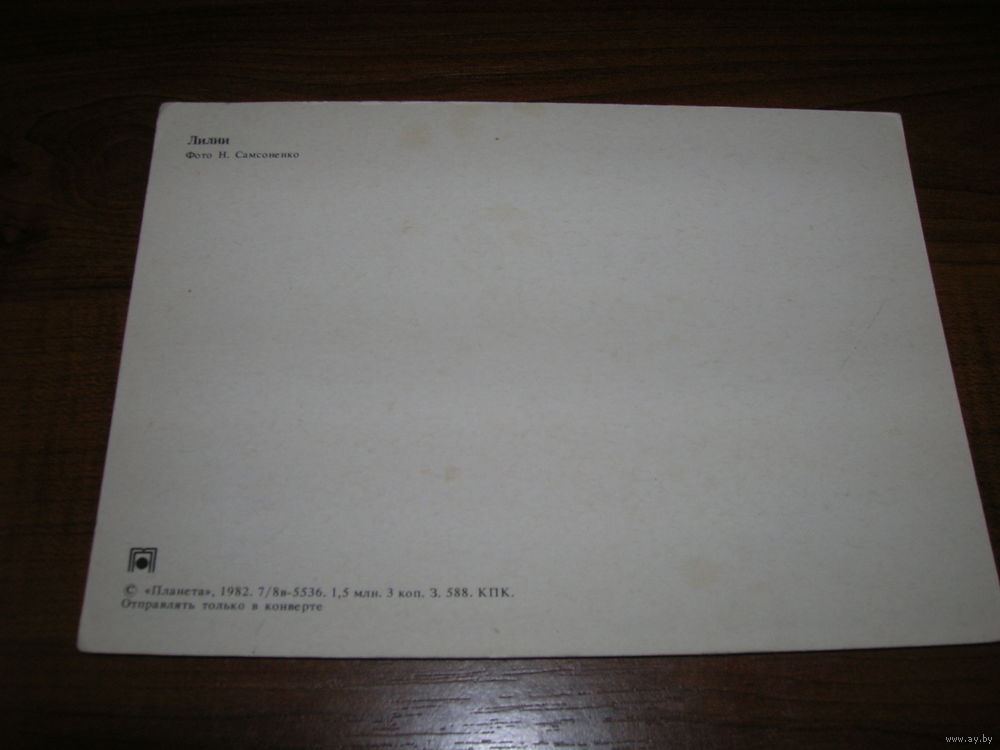 Лилии
Фото Н. Самсоненко
© «Планета», 1982. 7/8в-5536. 1,5 млн. 3 коп. З. 588. КПК.
Отправлять только в конверте
www.ay.by